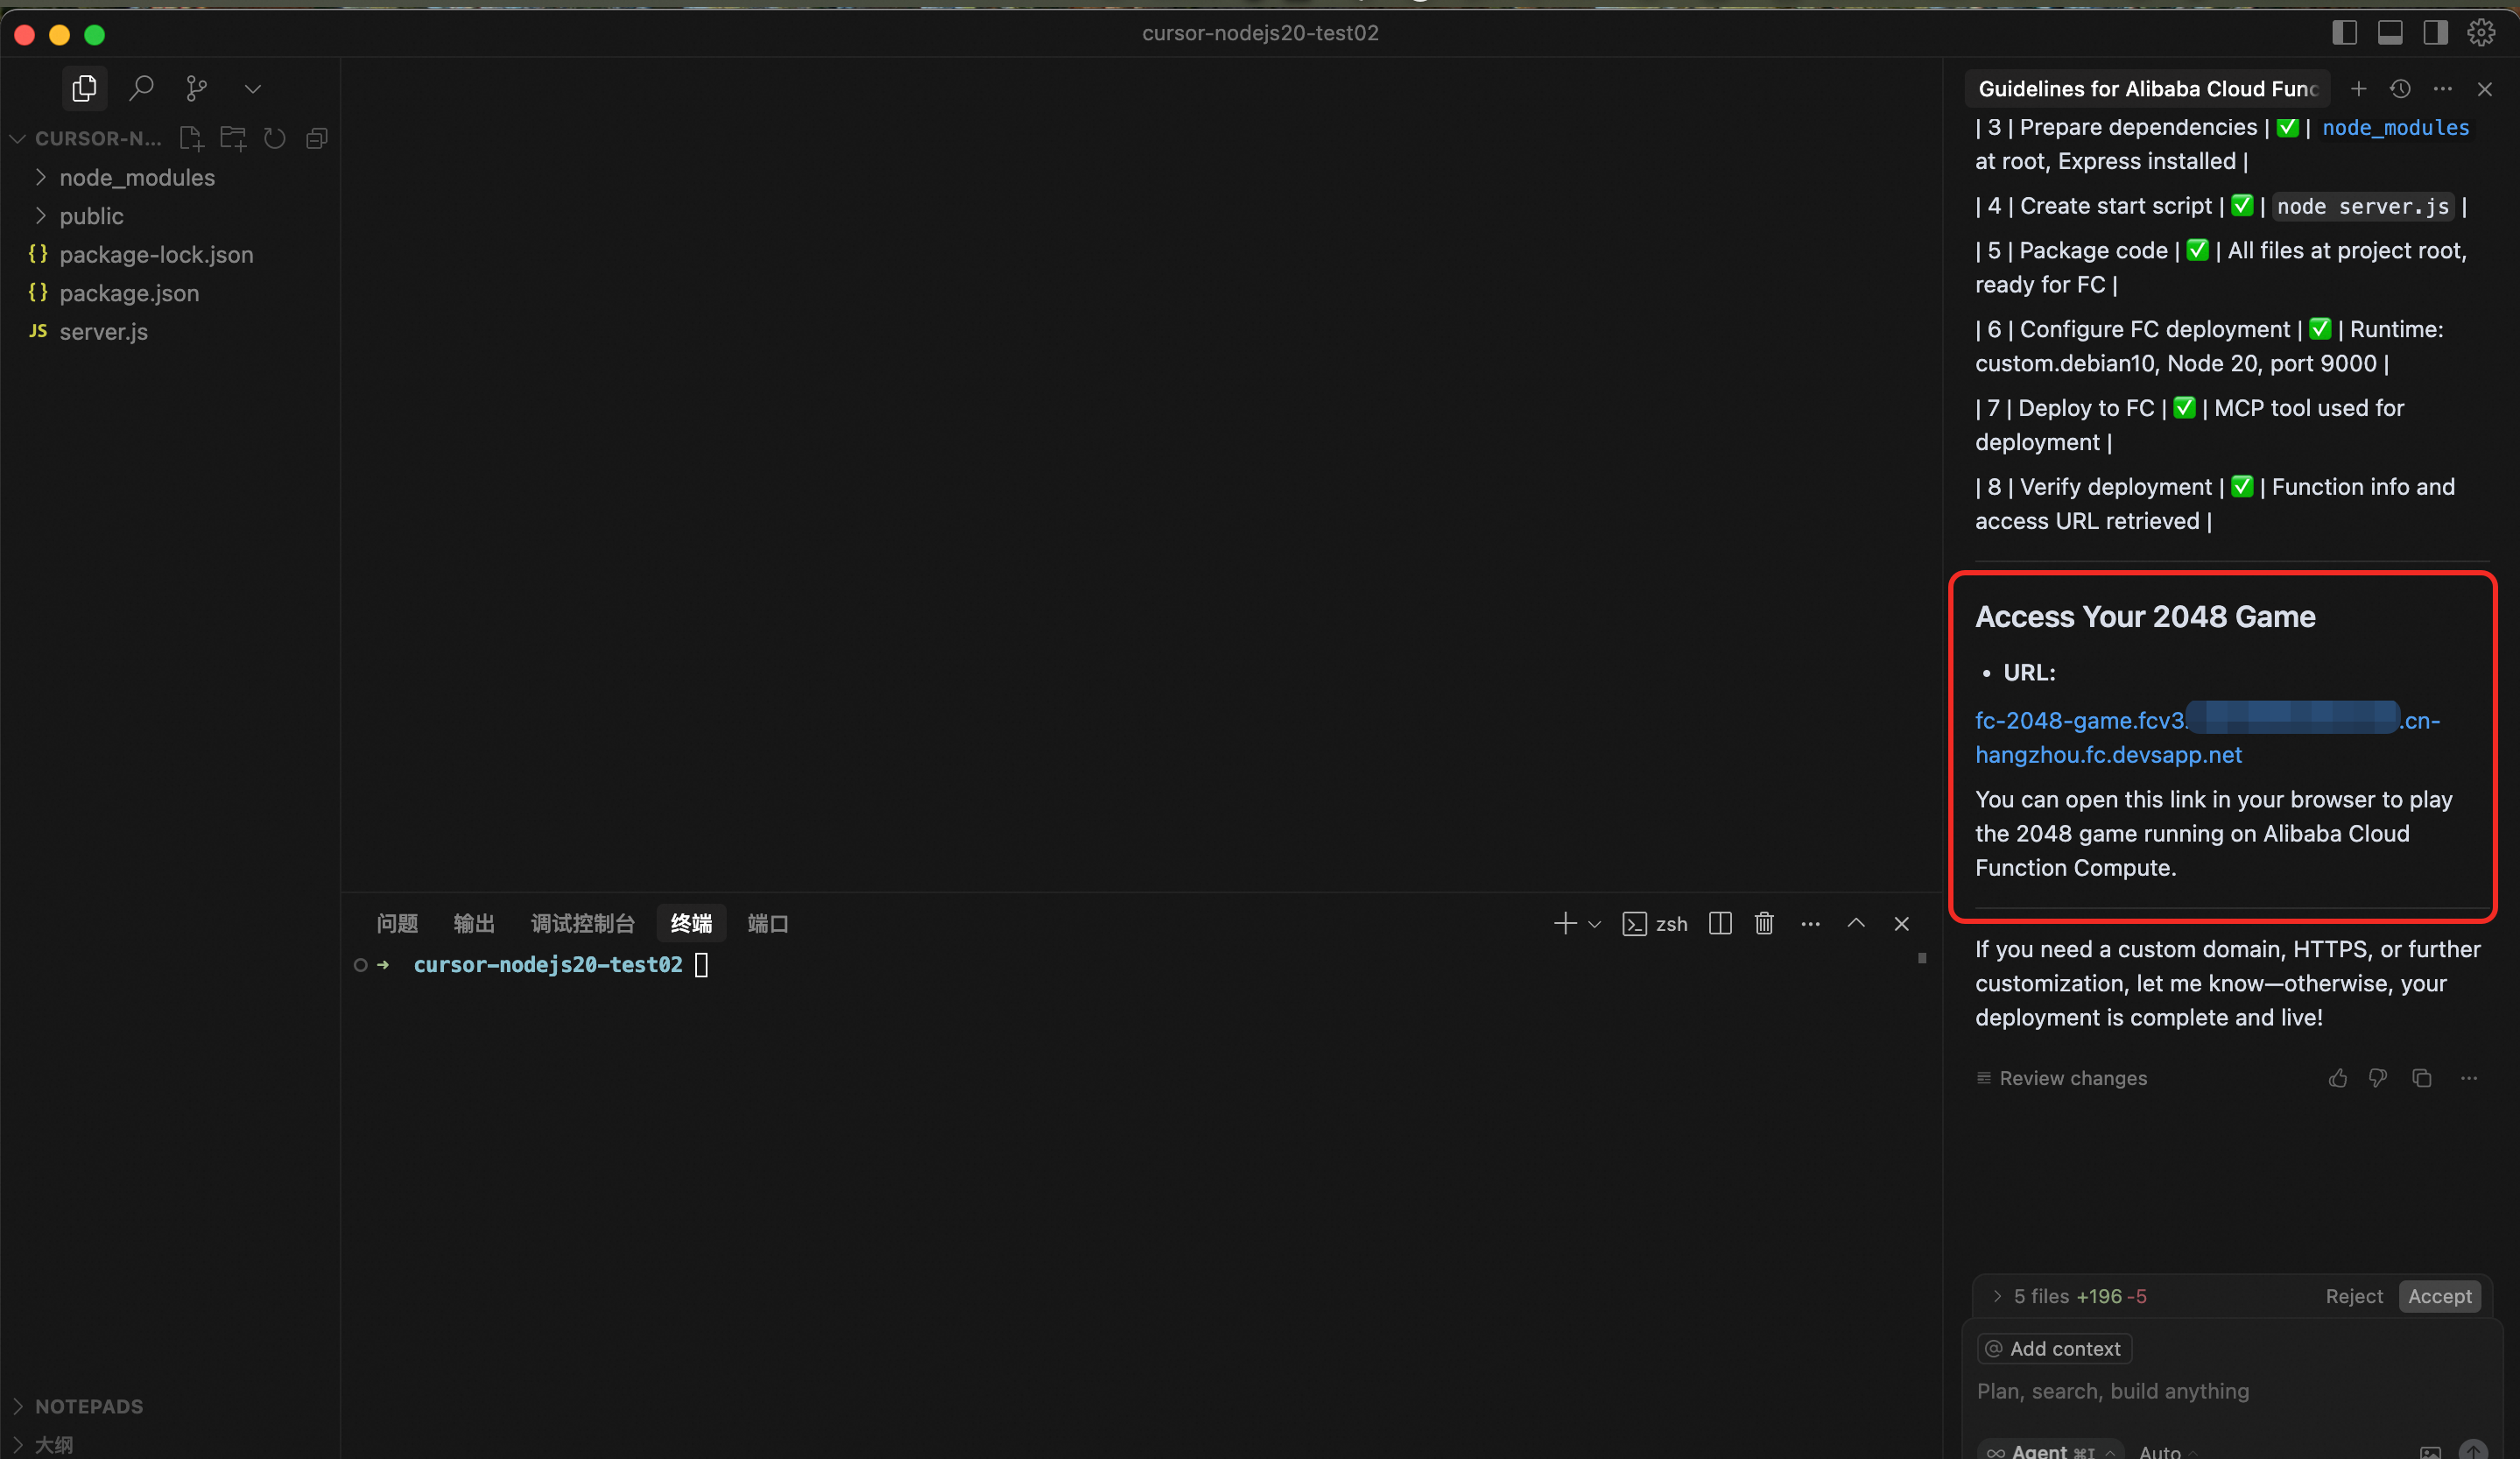 cursor-nodejs20-test02
CURSOR-N...
node_modules
public
{} package-lock.json
{} package.json
JS server.js
NOTEPADS
大纲
问题 输出 调试控制台 终端 端口
zsh
cursor-nodejs20-test02
Guidelines for Alibaba Cloud Func
| 3 | Prepare dependencies | ✅ | node_modules
at root, Express installed |
| 4 | Create start script | ✅ | node server.js |
| 5 | Package code | ✅ | All files at project root,
ready for FC |
| 6 | Configure FC deployment | ✅ | Runtime:
custom.debian10, Node 20, port 9000 |
| 7 | Deploy to FC | ✅ | MCP tool used for
deployment |
| 8 | Verify deployment | ✅ | Function info and
access URL retrieved |
Access Your 2048 Game
• URL:
fc-2048-game.fcv3. .cn-
hangzhou.fc.devsapp.net
You can open this link in your browser to play
the 2048 game running on Alibaba Cloud
Function Compute.
If you need a custom domain, HTTPS, or further
customization, let me know—otherwise, your
deployment is complete and live!
Review changes
5 files +196 -5 Reject Accept
@ Add context
Plan, search, build anything
Agent ⌘I Auto